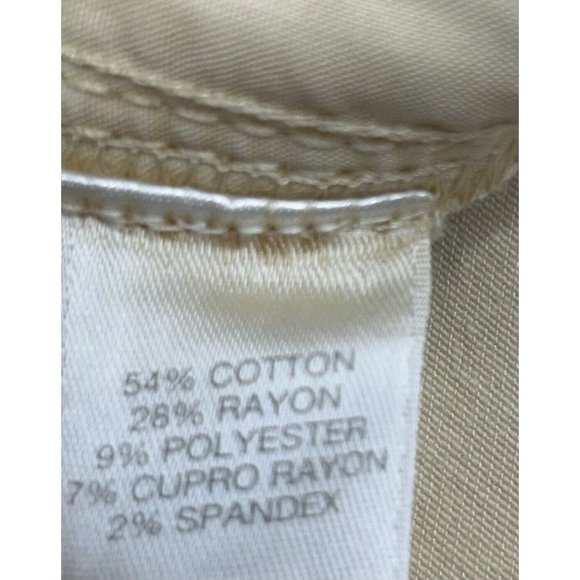 54% COTTON
28% RAYON
9% POLYESTER
7% CUPRO RAYON
2% SPANDEX